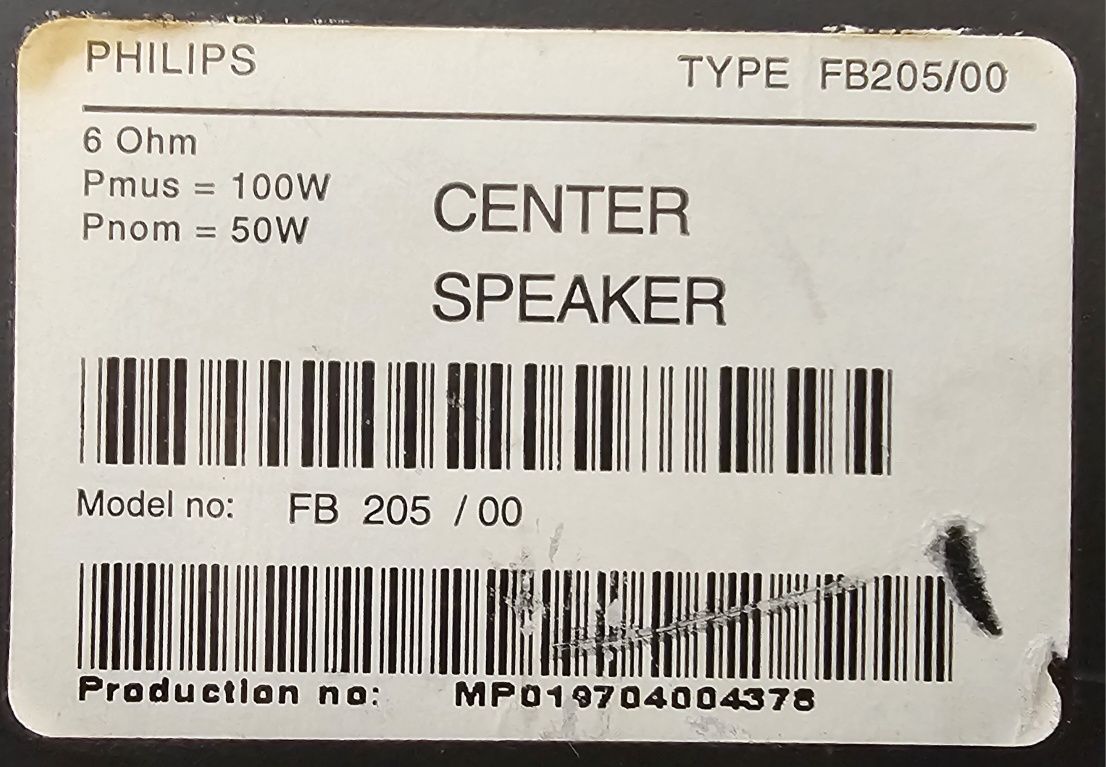 PHILIPS
TYPE FB205/00
6 Ohm
Pmus = 100W
Pnom = 50W
CENTER
SPEAKER
Model no: FB 205 / 00
Production no: MP019704004378